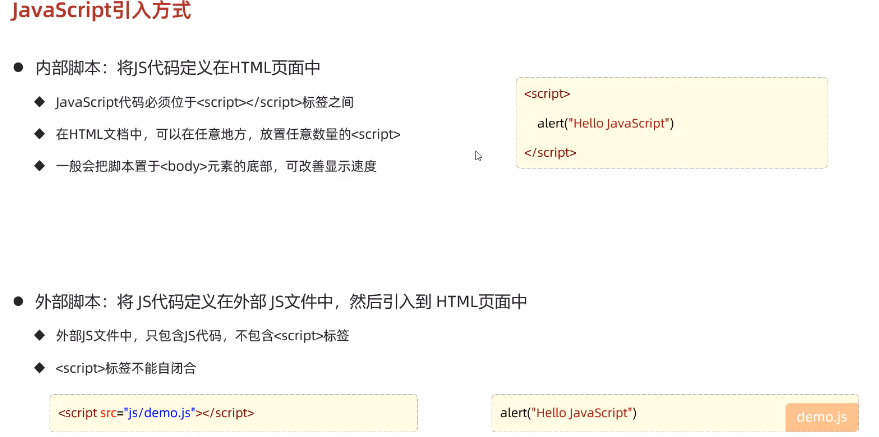 JavaScript引入方式
内部脚本：将JS代码定义在HTML页面中
JavaScript代码必须位于<script></script>标签之间
在HTML文档中，可以在任意地方，放置任意数量的<script>
一般会把脚本置于<body>元素的底部，可改善显示速度
<script>
alert("Hello JavaScript")
</script>
外部脚本：将 JS代码定义在外部 JS文件中，然后引入到 HTML页面中
外部JS文件中，只包含JS代码，不包含<script>标签
<script>标签不能自闭合
<script src="js/demo.js"></script>
alert("Hello JavaScript")
demo.js